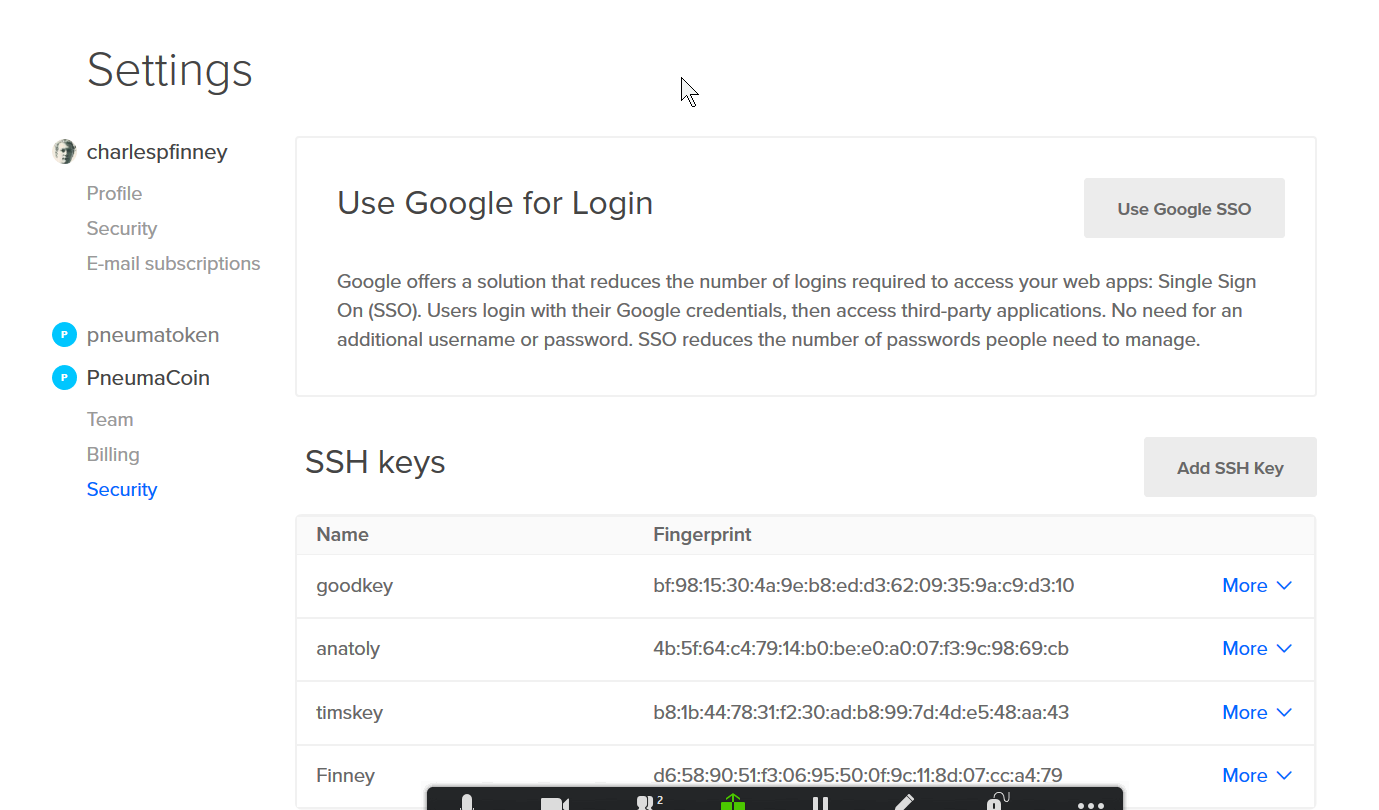 Settings
charlespfinney
Profile
Security
E-mail subscriptions
P pneumatoken
P PneumaCoin
Team
Billing
Security
Use Google for Login
Use Google SSO
Google offers a solution that reduces the number of logins required to access your web apps: Single Sign
On (SSO). Users login with their Google credentials, then access third-party applications. No need for an
additional username or password. SSO reduces the number of passwords people need to manage.
SSH keys
Add SSH Key
Name Fingerprint
goodkey bf:98:15:30:4a:9e:b8:ed:d3:62:09:35:9a:c9:d3:10 More
anatoly 4b:5f:64:c4:79:14:b0:be:e0:a0:07:f3:9c:98:69:cb More
timskey b8:1b:44:78:31:f2:30:ad:b8:99:7d:4d:e5:48:aa:43 More
Finney d6:58:90:51:f3:06:95:50:0f:9c:11:8d:07:cc:a4:79 More
2